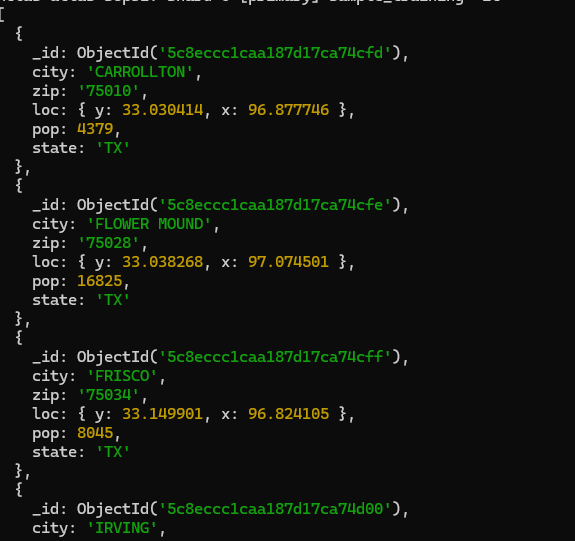 [
  {
    _id: ObjectId('5c8eccc1caa187d17ca74cfd'),
    city: 'CARROLLTON',
    zip: '75010',
    loc: { y: 33.030414, x: 96.877746 },
    pop: 4379,
    state: 'TX'
  },
  {
    _id: ObjectId('5c8eccc1caa187d17ca74cfe'),
    city: 'FLOWER MOUND',
    zip: '75028',
    loc: { y: 33.038268, x: 97.074501 },
    pop: 16825,
    state: 'TX'
  },
  {
    _id: ObjectId('5c8eccc1caa187d17ca74cff'),
    city: 'FRISCO',
    zip: '75034',
    loc: { y: 33.149901, x: 96.824105 },
    pop: 8045,
    state: 'TX'
  },
  {
    _id: ObjectId('5c8eccc1caa187d17ca74d00'),
    city: 'IRVING',